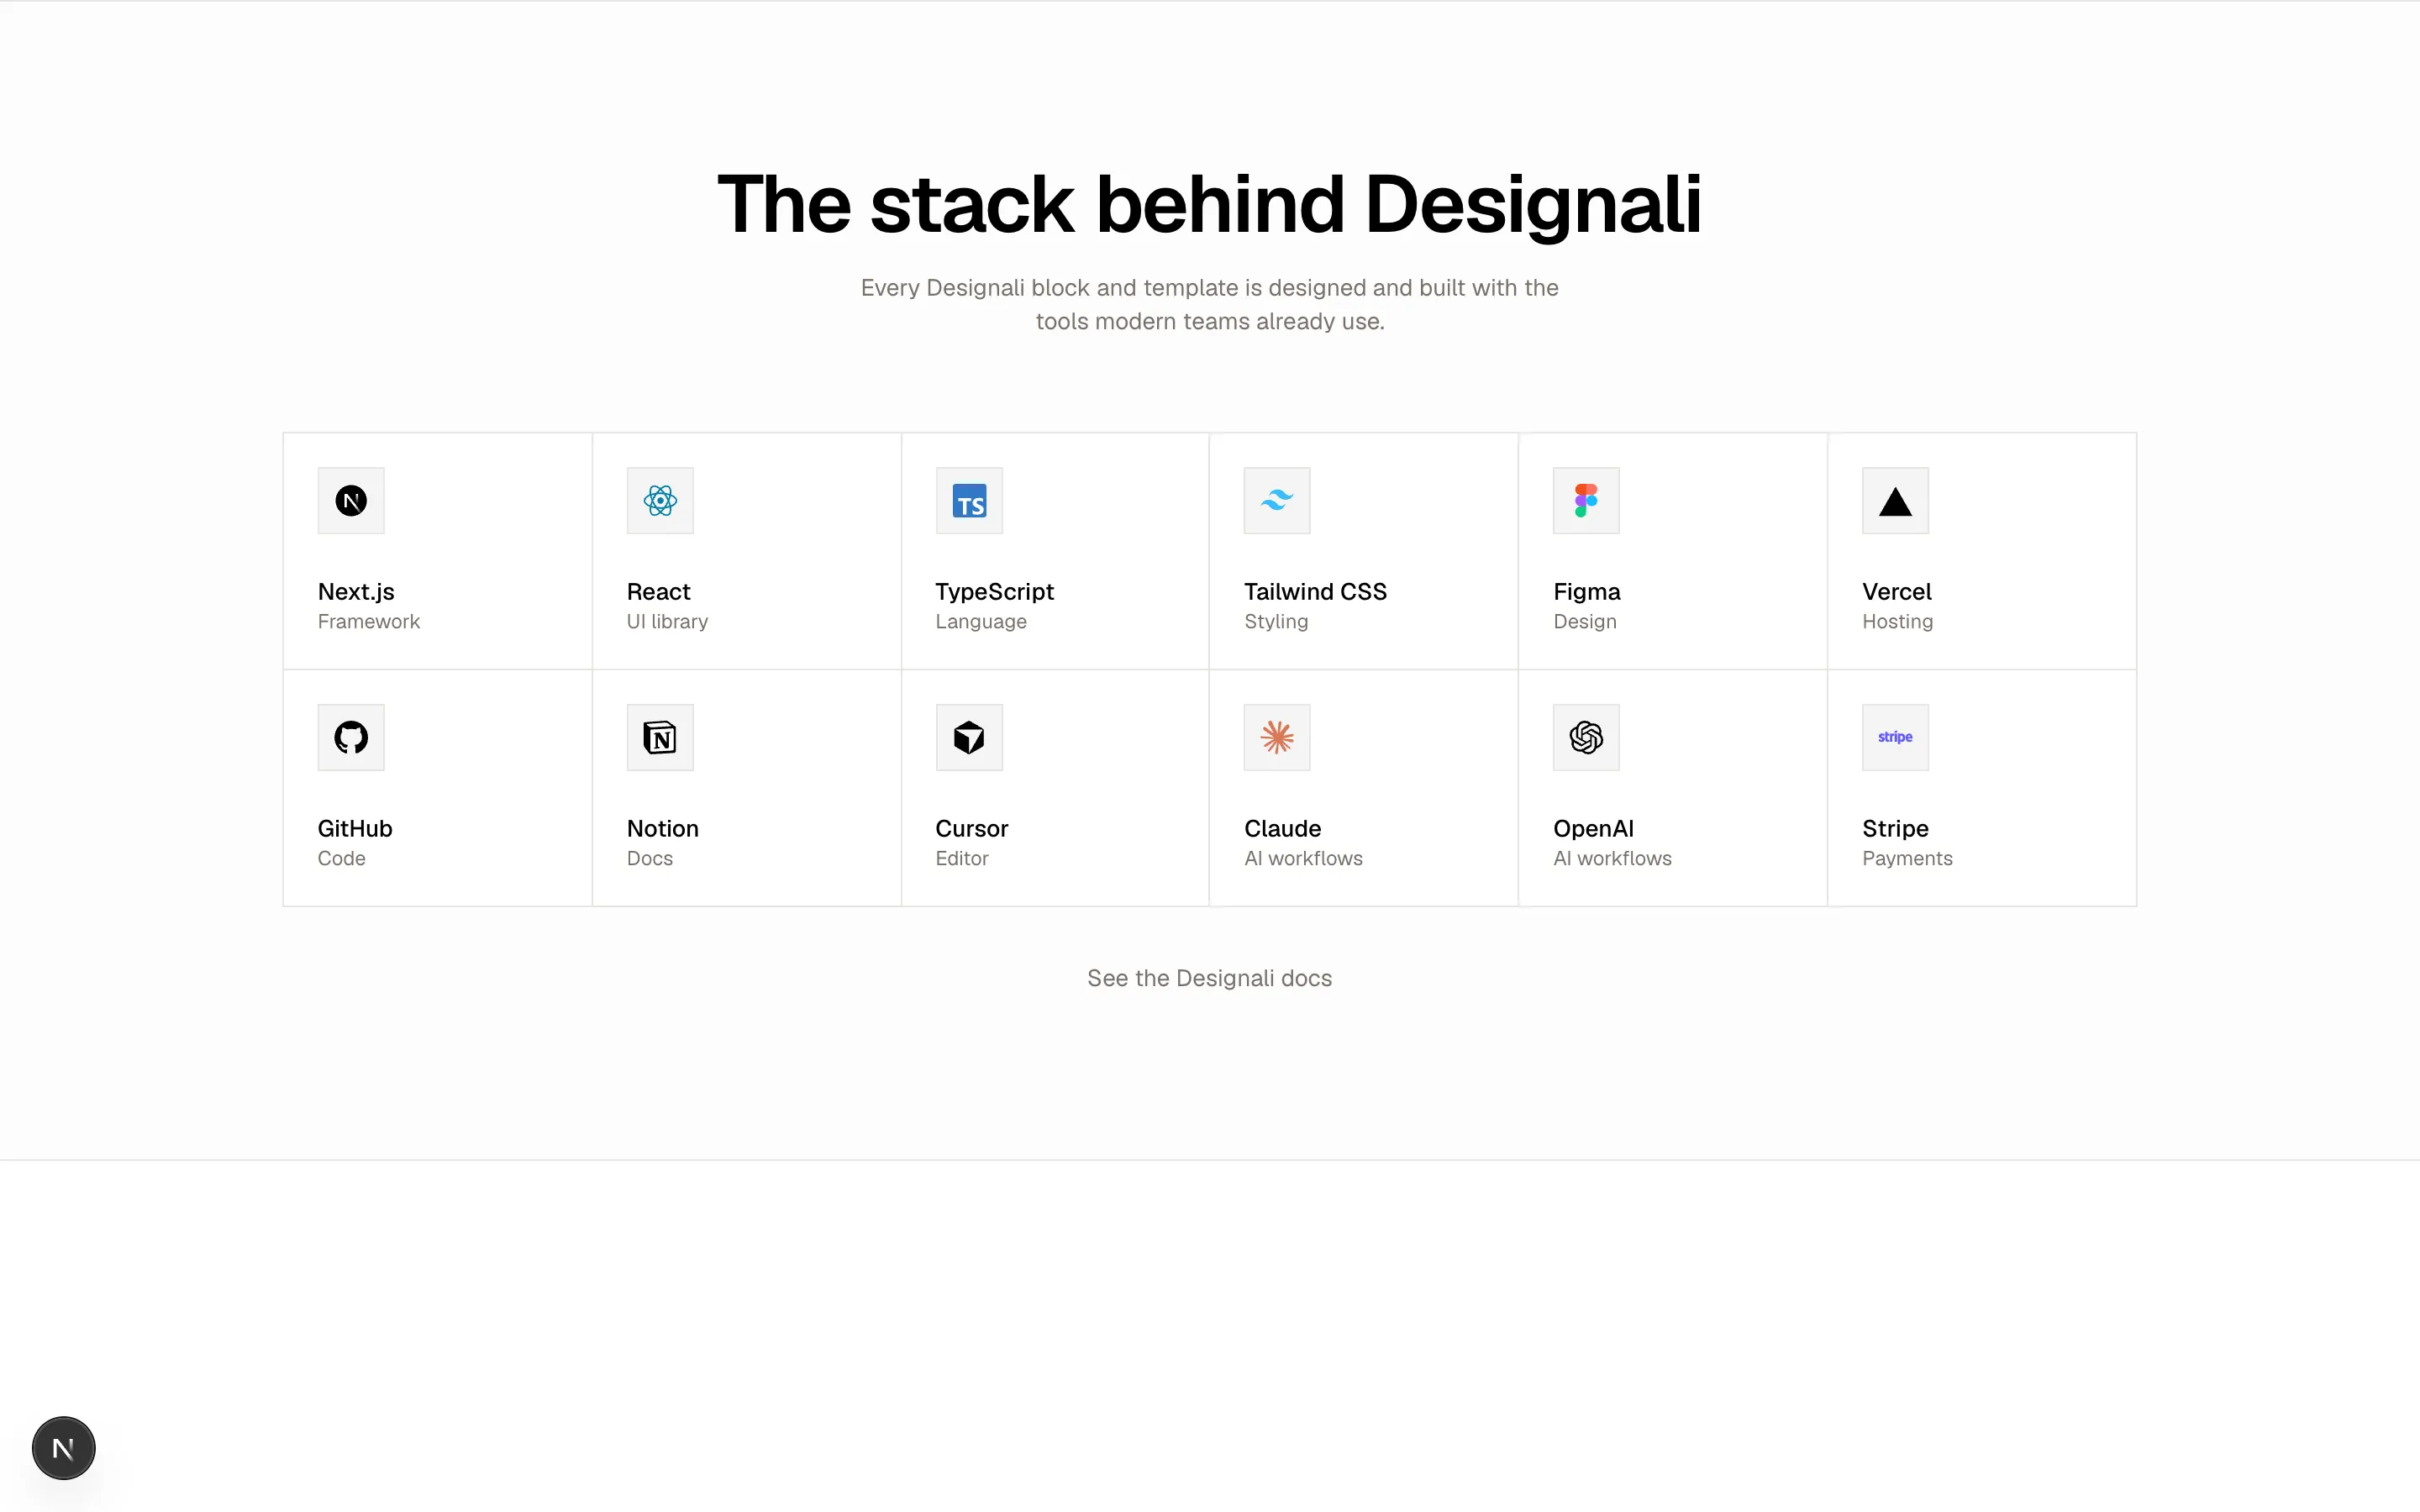 The stack behind Designali
Every Designali block and template is designed and built with the
tools modern teams already use.
N
TS
Next.js
Framework
React
UI library
TypeScript
Language
Tailwind CSS
Styling
Figma
Design
Vercel
Hosting
N
stripe
GitHub
Code
Notion
Docs
Cursor
Editor
Claude
AI workflows
OpenAI
AI workflows
Stripe
Payments
See the Designali docs
N